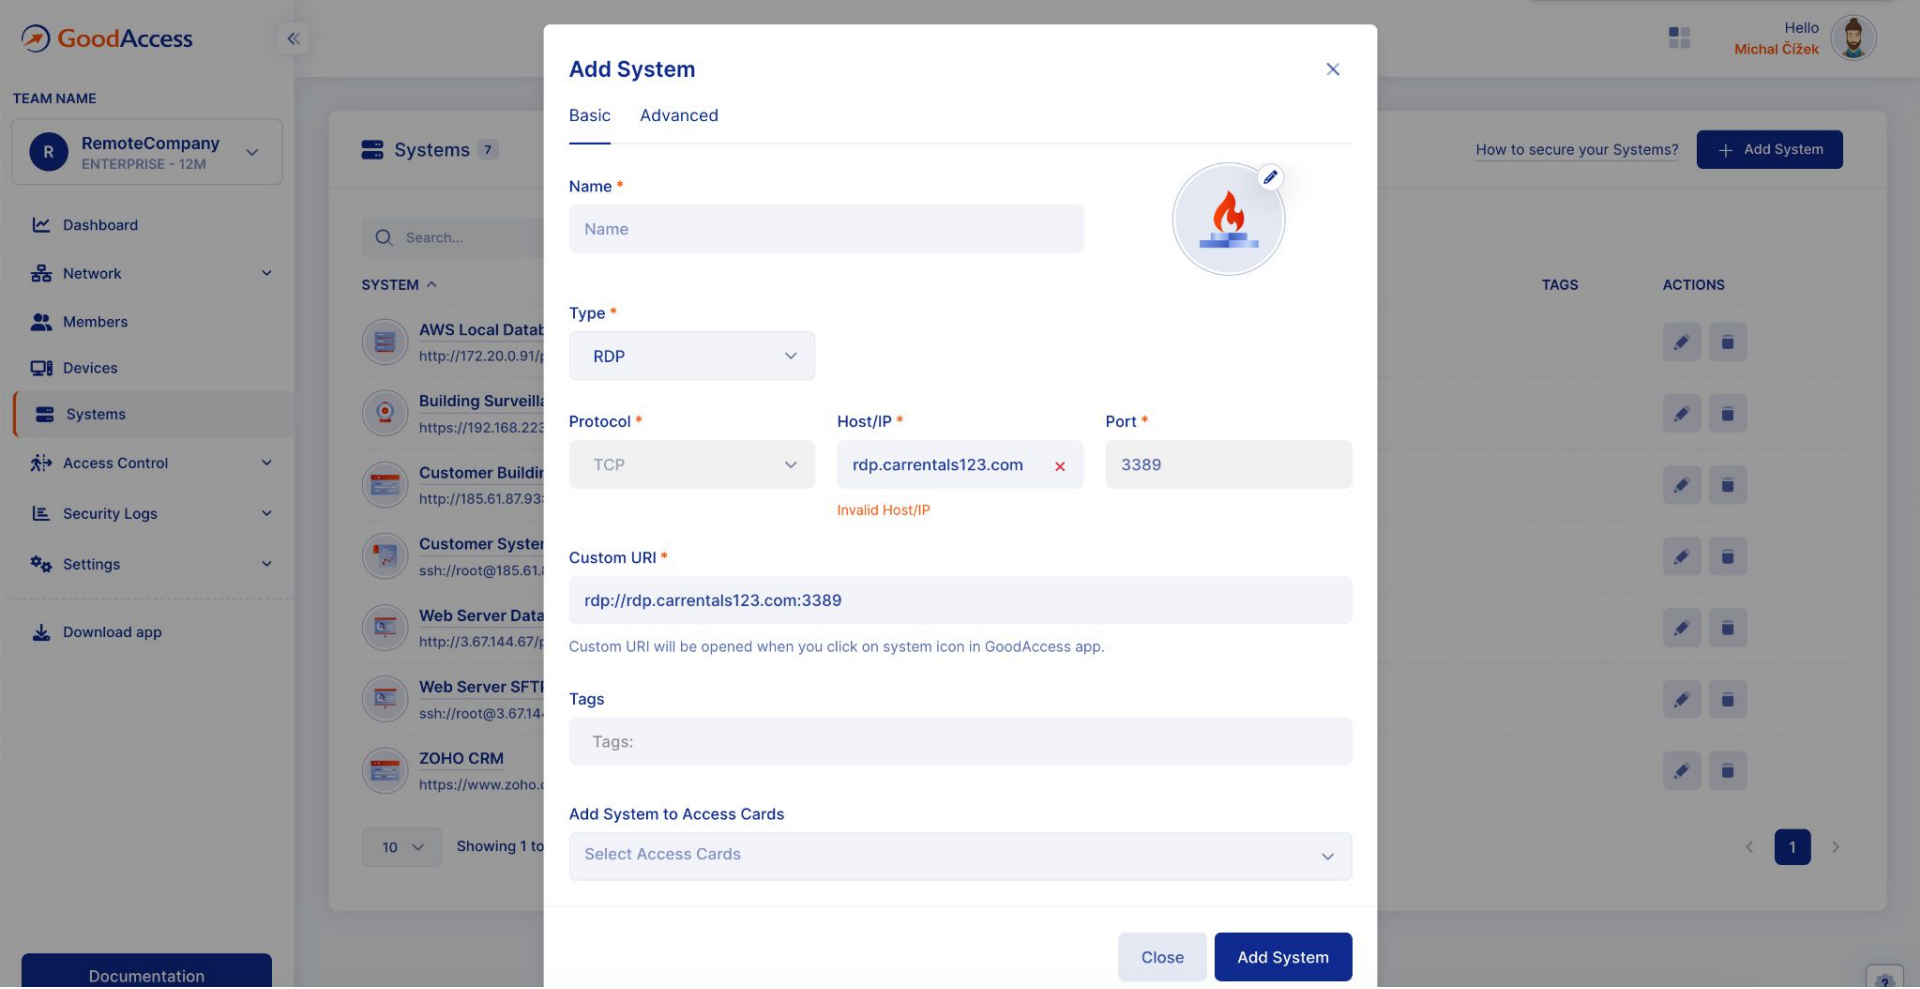 GoodAccess
«
Hello
Michal Čížek
TEAM NAME
R
RemoteCompany
ENTERPRISE - 12M
Dashboard
Network
Members
Devices
Systems
Access Control
Security Logs
Settings
Download app
Documentation
Systems 7
How to secure your Systems?
+ Add System
Search...
SYSTEM
TAGS
ACTIONS
AWS Local Datab
http://172.20.0.91/p
Building Surveilla
https://192.168.223
Customer Buildin
http://185.61.87.93:
Customer System
ssh://root@185.61.8
Web Server Data
http://3.67.144.67/p
Web Server SFTP
ssh://root@3.67.144
ZOHO CRM
https://www.zoho.c
10
Showing 1 to
1
Add System
Basic Advanced
Name *
Name
Type *
RDP
Protocol * Host/IP * Port *
TCP rdp.carrentals123.com 3389
Invalid Host/IP
Custom URI *
rdp://rdp.carrentals123.com:3389
Custom URI will be opened when you click on system icon in GoodAccess app.
Tags
Tags:
Add System to Access Cards
Select Access Cards
Close
Add System
?